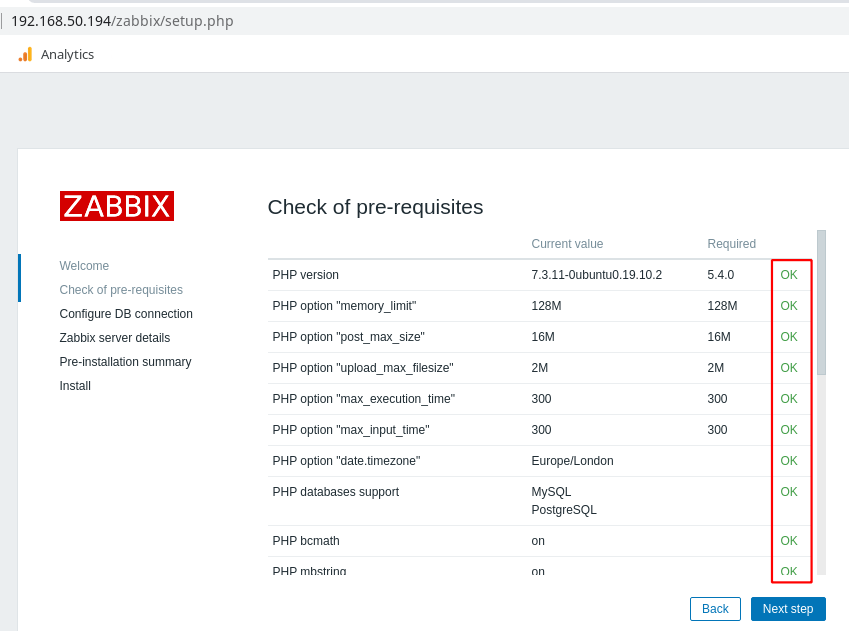 192.168.50.194/zabbix/setup.php
Analytics
ZABBIX
Welcome
Check of pre-requisites
Configure DB connection
Zabbix server details
Pre-installation summary
Install
Check of pre-requisites
Current value Required
PHP version 7.3.11-0ubuntu0.19.10.2 5.4.0 OK
PHP option "memory_limit" 128M 128M OK
PHP option "post_max_size" 16M 16M OK
PHP option "upload_max_filesize" 2M 2M OK
PHP option "max_execution_time" 300 300 OK
PHP option "max_input_time" 300 300 OK
PHP option "date.timezone" Europe/London OK
PHP databases support MySQL OK
PostgreSQL
PHP bcmath on OK
PHP mbstring on OK
Back Next step